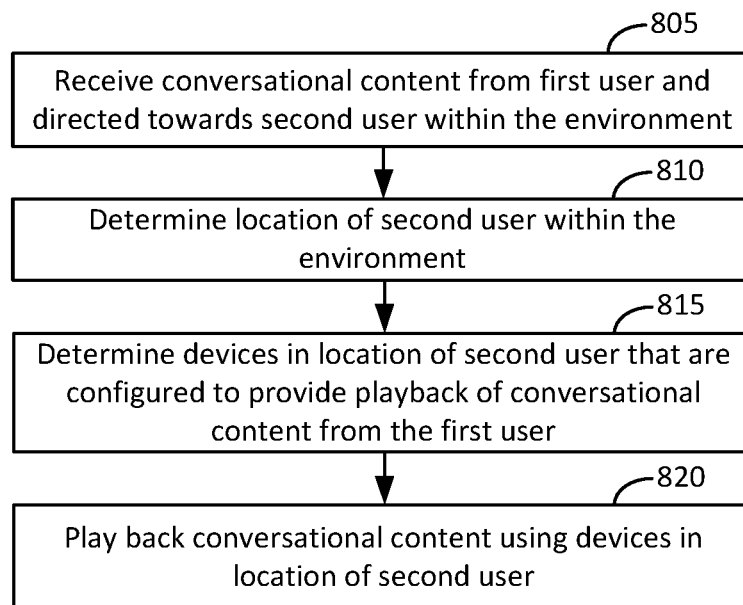 805
Receive conversational content from first user and
directed towards second user within the environment
810
Determine location of second user within the
environment
815
Determine devices in location of second user that are
configured to provide playback of conversational
content from the first user
820
Play back conversational content using devices in
location of second user